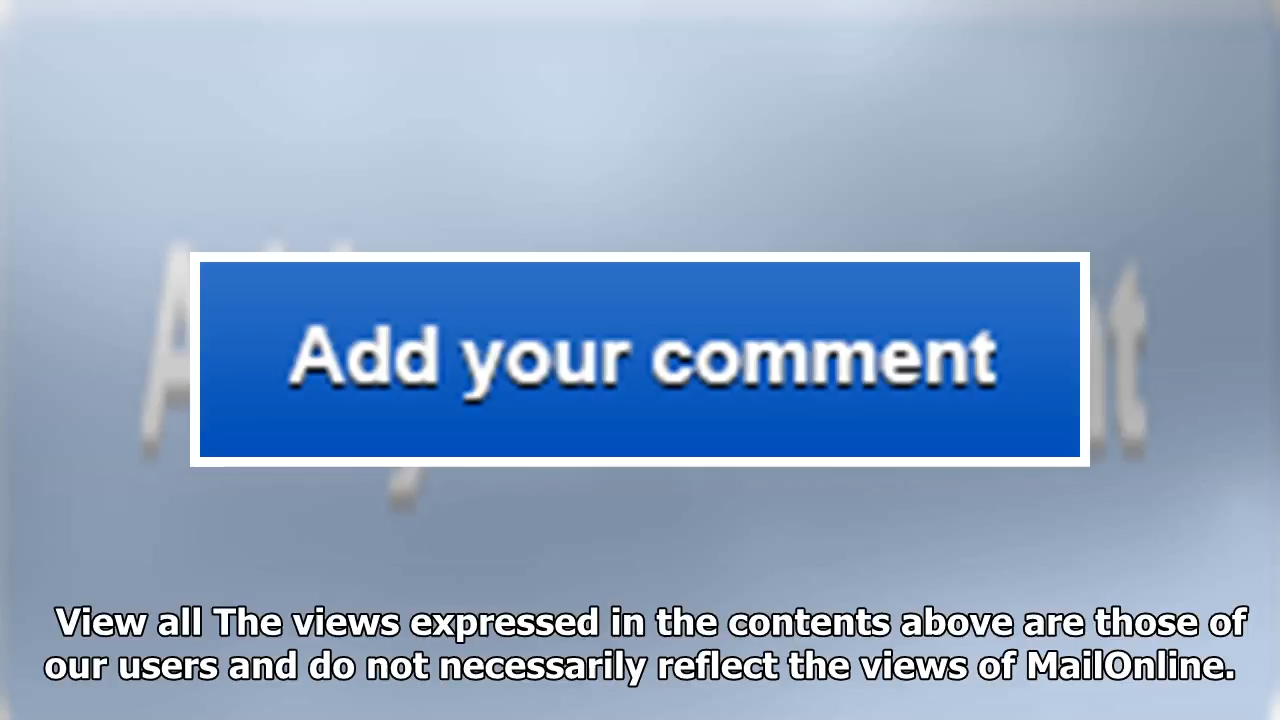 Add your comment
View all The views expressed in the contents above are those of
our users and do not necessarily reflect the views of MailOnline.